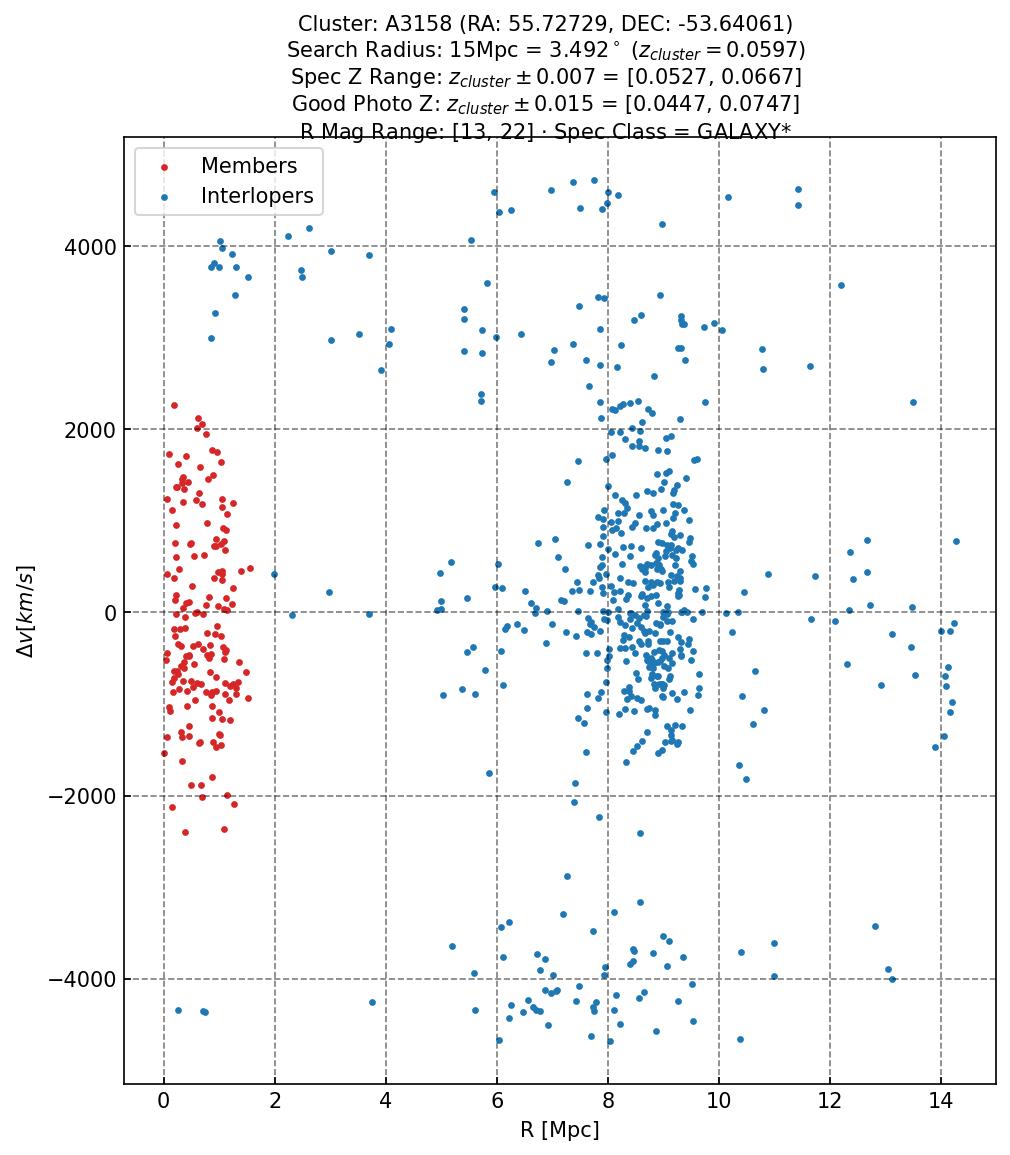 Cluster: A3158 (RA: 55.72729, DEC: -53.64061)
Search Radius: 15Mpc = 3.492° (z_cluster = 0.0597)
Spec Z Range: z_cluster ± 0.007 = [0.0527, 0.0667]
Good Photo Z: z_cluster ± 0.015 = [0.0447, 0.0747]
R Mag Range: [13, 22] · Spec Class = GALAXY*
Members
Interlopers
4000
2000
0
−2000
−4000
Δv[km/s]
0 2 4 6 8 10 12 14
R [Mpc]